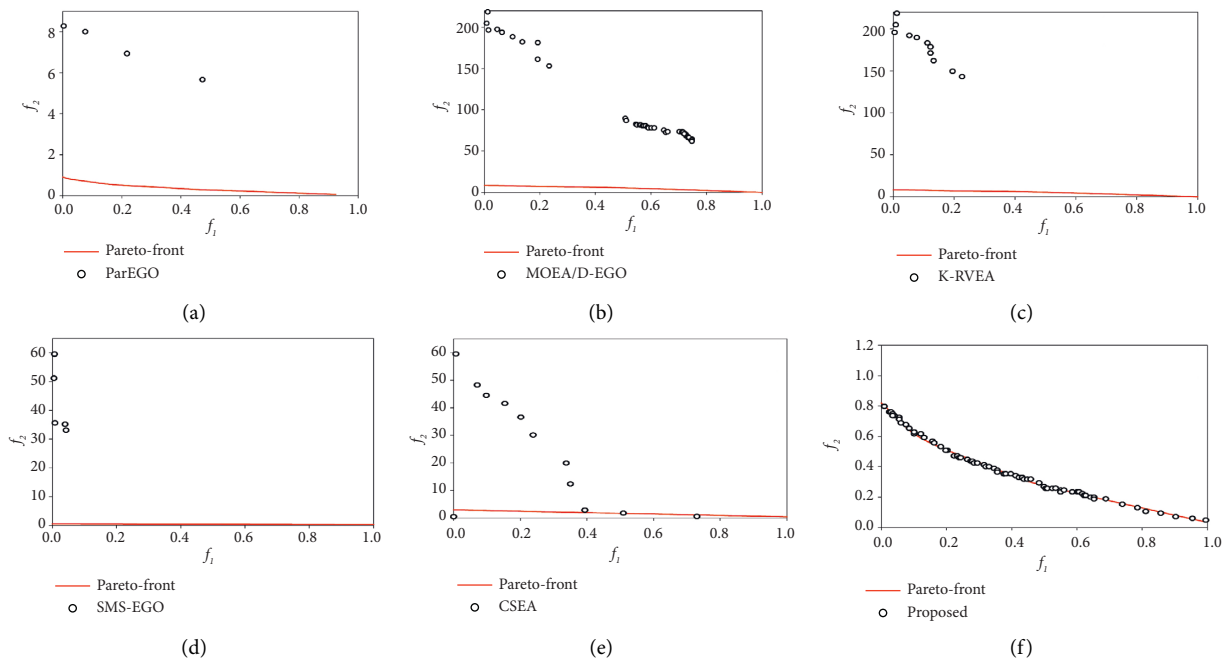 8
6
4
2
0
f2
0.0 0.2 0.4 0.6 0.8 1.0
f1
Pareto-front
ParEGO
(a)
200
150
100
50
0
f2
0.0 0.2 0.4 0.6 0.8 1.0
f1
Pareto-front
MOEA/D-EGO
(b)
200
150
100
50
0
f2
0.0 0.2 0.4 0.6 0.8 1.0
f1
Pareto-front
K-RVEA
(c)
60
50
40
30
20
10
0
f2
0.0 0.2 0.4 0.6 0.8 1.0
f1
Pareto-front
SMS-EGO
(d)
60
50
40
30
20
10
0
f2
0.0 0.2 0.4 0.6 0.8 1.0
f1
Pareto-front
CSEA
(e)
1.2
1.0
0.8
0.6
0.4
0.2
0.0
f2
0.0 0.2 0.4 0.6 0.8 1.0
f1
Pareto-front
Proposed
(f)